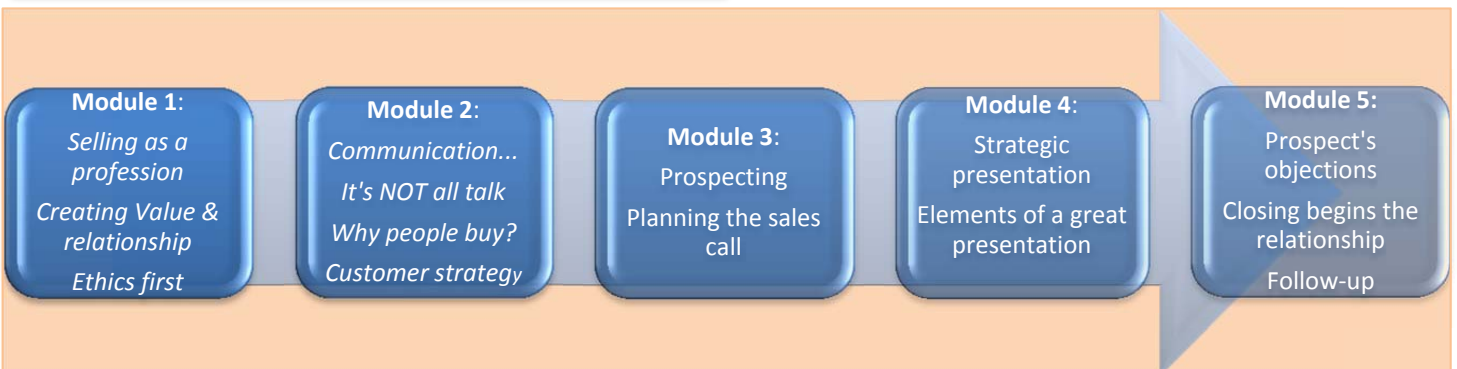 Module 1:
Selling as a
profession
Creating Value &
relationship
Ethics first
Module 2:
Communication...
It's NOT all talk
Why people buy?
Customer strategy
Module 3:
Prospecting
Planning the sales
call
Module 4:
Strategic
presentation
Elements of a great
presentation
Module 5:
Prospect's
objections
Closing begins the
relationship
Follow-up